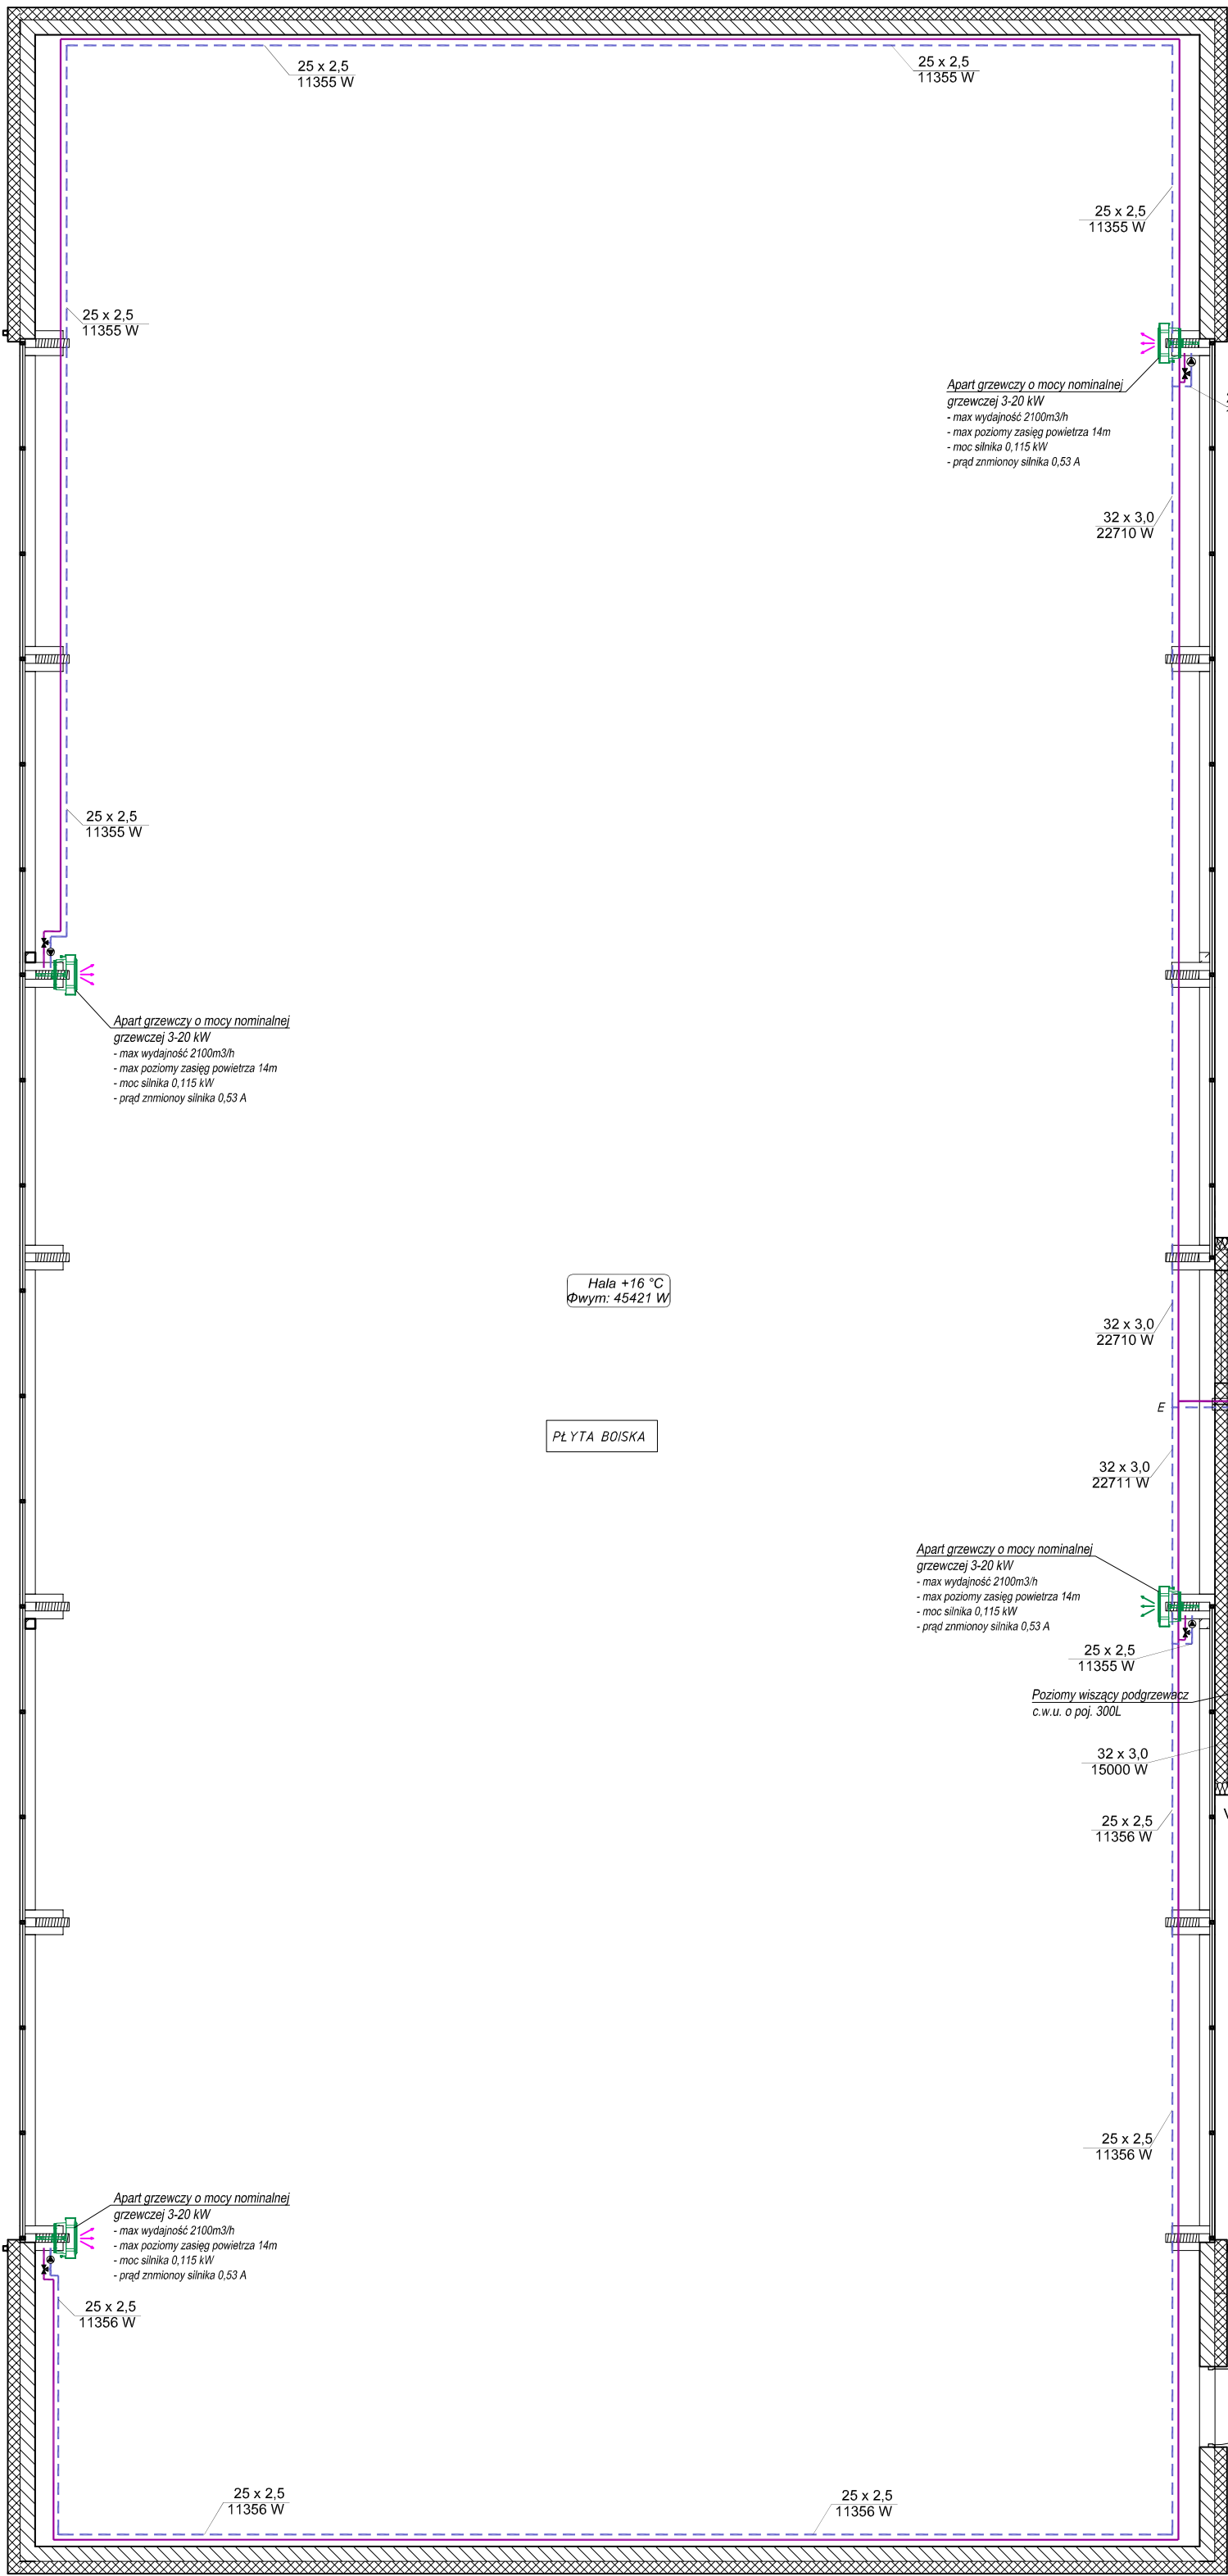 25 x 2,5
11355 W
25 x 2,5
11355 W
25 x 2,5
11355 W
25 x 2,5
11355 W
Apart grzewczy o mocy nominalnej
grzewczej 3-20 kW
- max wydajność 2100m3/h
- max poziomy zasięg powietrza 14m
- moc silnika 0,115 kW
- prąd znmionoy silnika 0,53 A
32 x 3,0
22710 W
25 x 2,5
11355 W
Apart grzewczy o mocy nominalnej
grzewczej 3-20 kW
- max wydajność 2100m3/h
- max poziomy zasięg powietrza 14m
- moc silnika 0,115 kW
- prąd znmionoy silnika 0,53 A
Hala +16 °C
Φwym: 45421 W
32 x 3,0
22710 W
E
PŁYTA BOISKA
32 x 3,0
22711 W
Apart grzewczy o mocy nominalnej
grzewczej 3-20 kW
- max wydajność 2100m3/h
- max poziomy zasięg powietrza 14m
- moc silnika 0,115 kW
- prąd znmionoy silnika 0,53 A
25 x 2,5
11355 W
Poziomy wiszący podgrzewacz
c.w.u. o poj. 300L
32 x 3,0
15000 W
25 x 2,5
11356 W
25 x 2,5
11356 W
Apart grzewczy o mocy nominalnej
grzewczej 3-20 kW
- max wydajność 2100m3/h
- max poziomy zasięg powietrza 14m
- moc silnika 0,115 kW
- prąd znmionoy silnika 0,53 A
25 x 2,5
11356 W
25 x 2,5
11356 W
25 x 2,5
11356 W